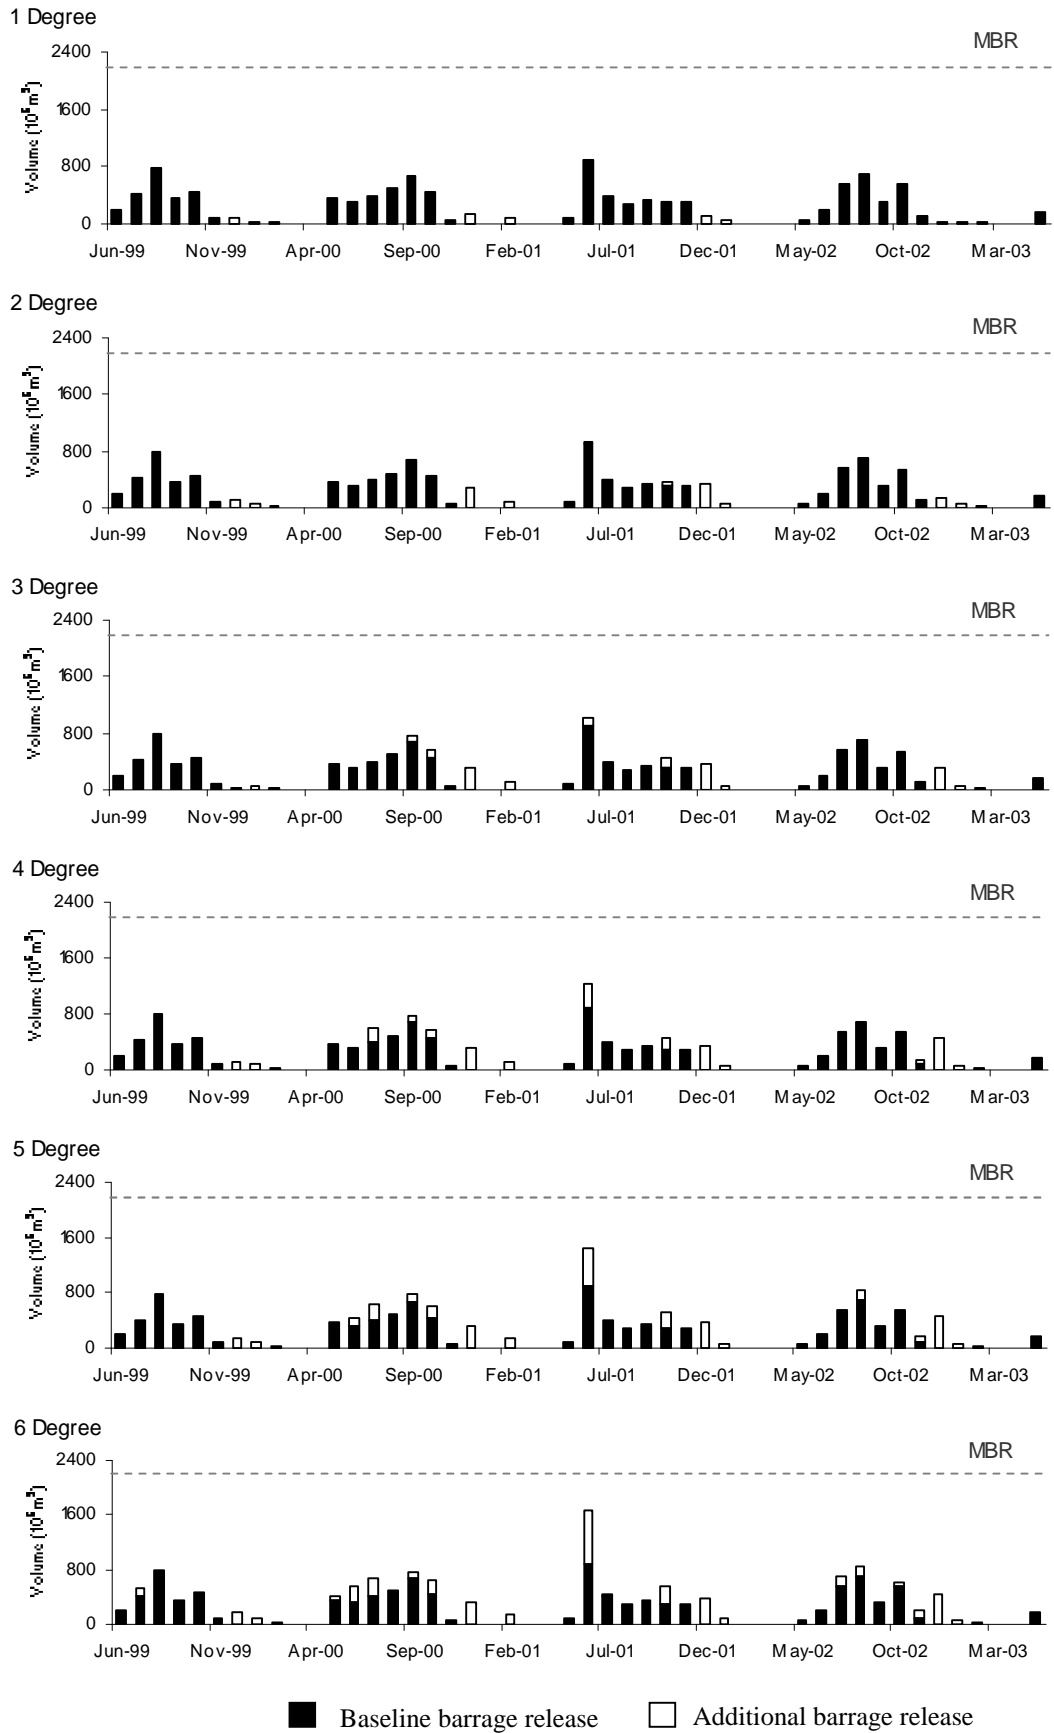 1 Degree
MBR
2400
1600
800
0
Volume (10⁶m³)
Jun-99 Nov-99 Apr-00 Sep-00 Feb-01 Jul-01 Dec-01 May-02 Oct-02 Mar-03
2 Degree
MBR
2400
1600
800
0
Volume (10⁶m³)
Jun-99 Nov-99 Apr-00 Sep-00 Feb-01 Jul-01 Dec-01 May-02 Oct-02 Mar-03
3 Degree
MBR
2400
1600
800
0
Volume (10⁶m³)
Jun-99 Nov-99 Apr-00 Sep-00 Feb-01 Jul-01 Dec-01 May-02 Oct-02 Mar-03
4 Degree
MBR
2400
1600
800
0
Volume (10⁶m³)
Jun-99 Nov-99 Apr-00 Sep-00 Feb-01 Jul-01 Dec-01 May-02 Oct-02 Mar-03
5 Degree
MBR
2400
1600
800
0
Volume (10⁶m³)
Jun-99 Nov-99 Apr-00 Sep-00 Feb-01 Jul-01 Dec-01 May-02 Oct-02 Mar-03
6 Degree
MBR
2400
1600
800
0
Volume (10⁶m³)
Jun-99 Nov-99 Apr-00 Sep-00 Feb-01 Jul-01 Dec-01 May-02 Oct-02 Mar-03
Baseline barrage release Additional barrage release